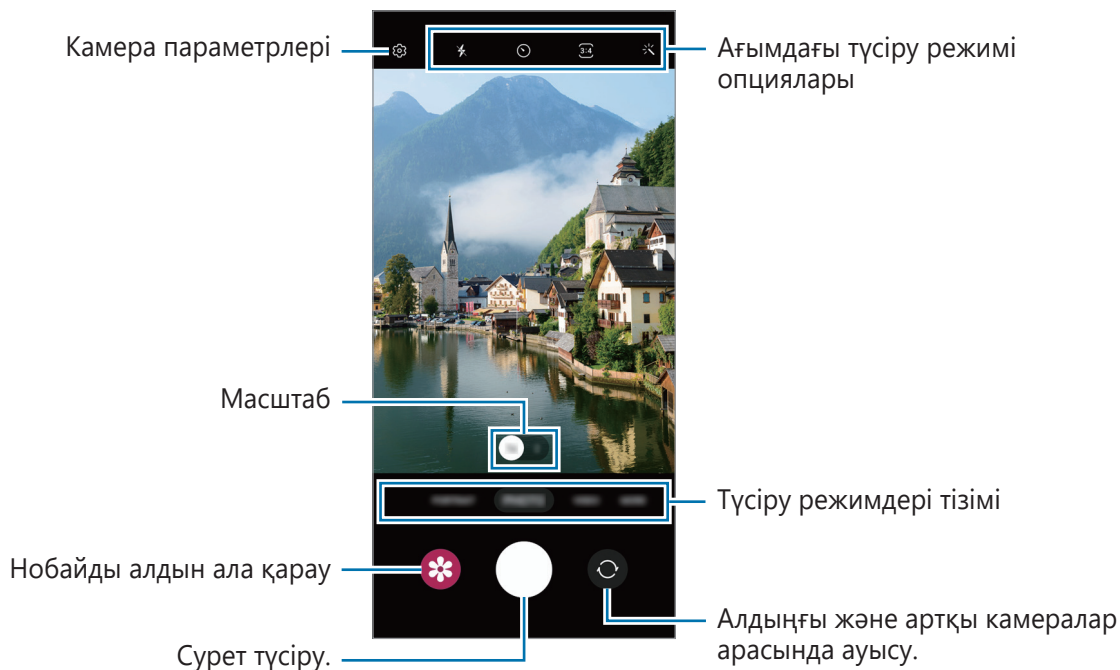 Камера параметрлері
3:4
Ағымдағы түсіру режимі
опциялары
Масштаб
Түсіру режимдері тізімі
Нобайды алдын ала қарау
Сурет түсіру.
Алдыңғы және артқы камералар
арасында ауысу.